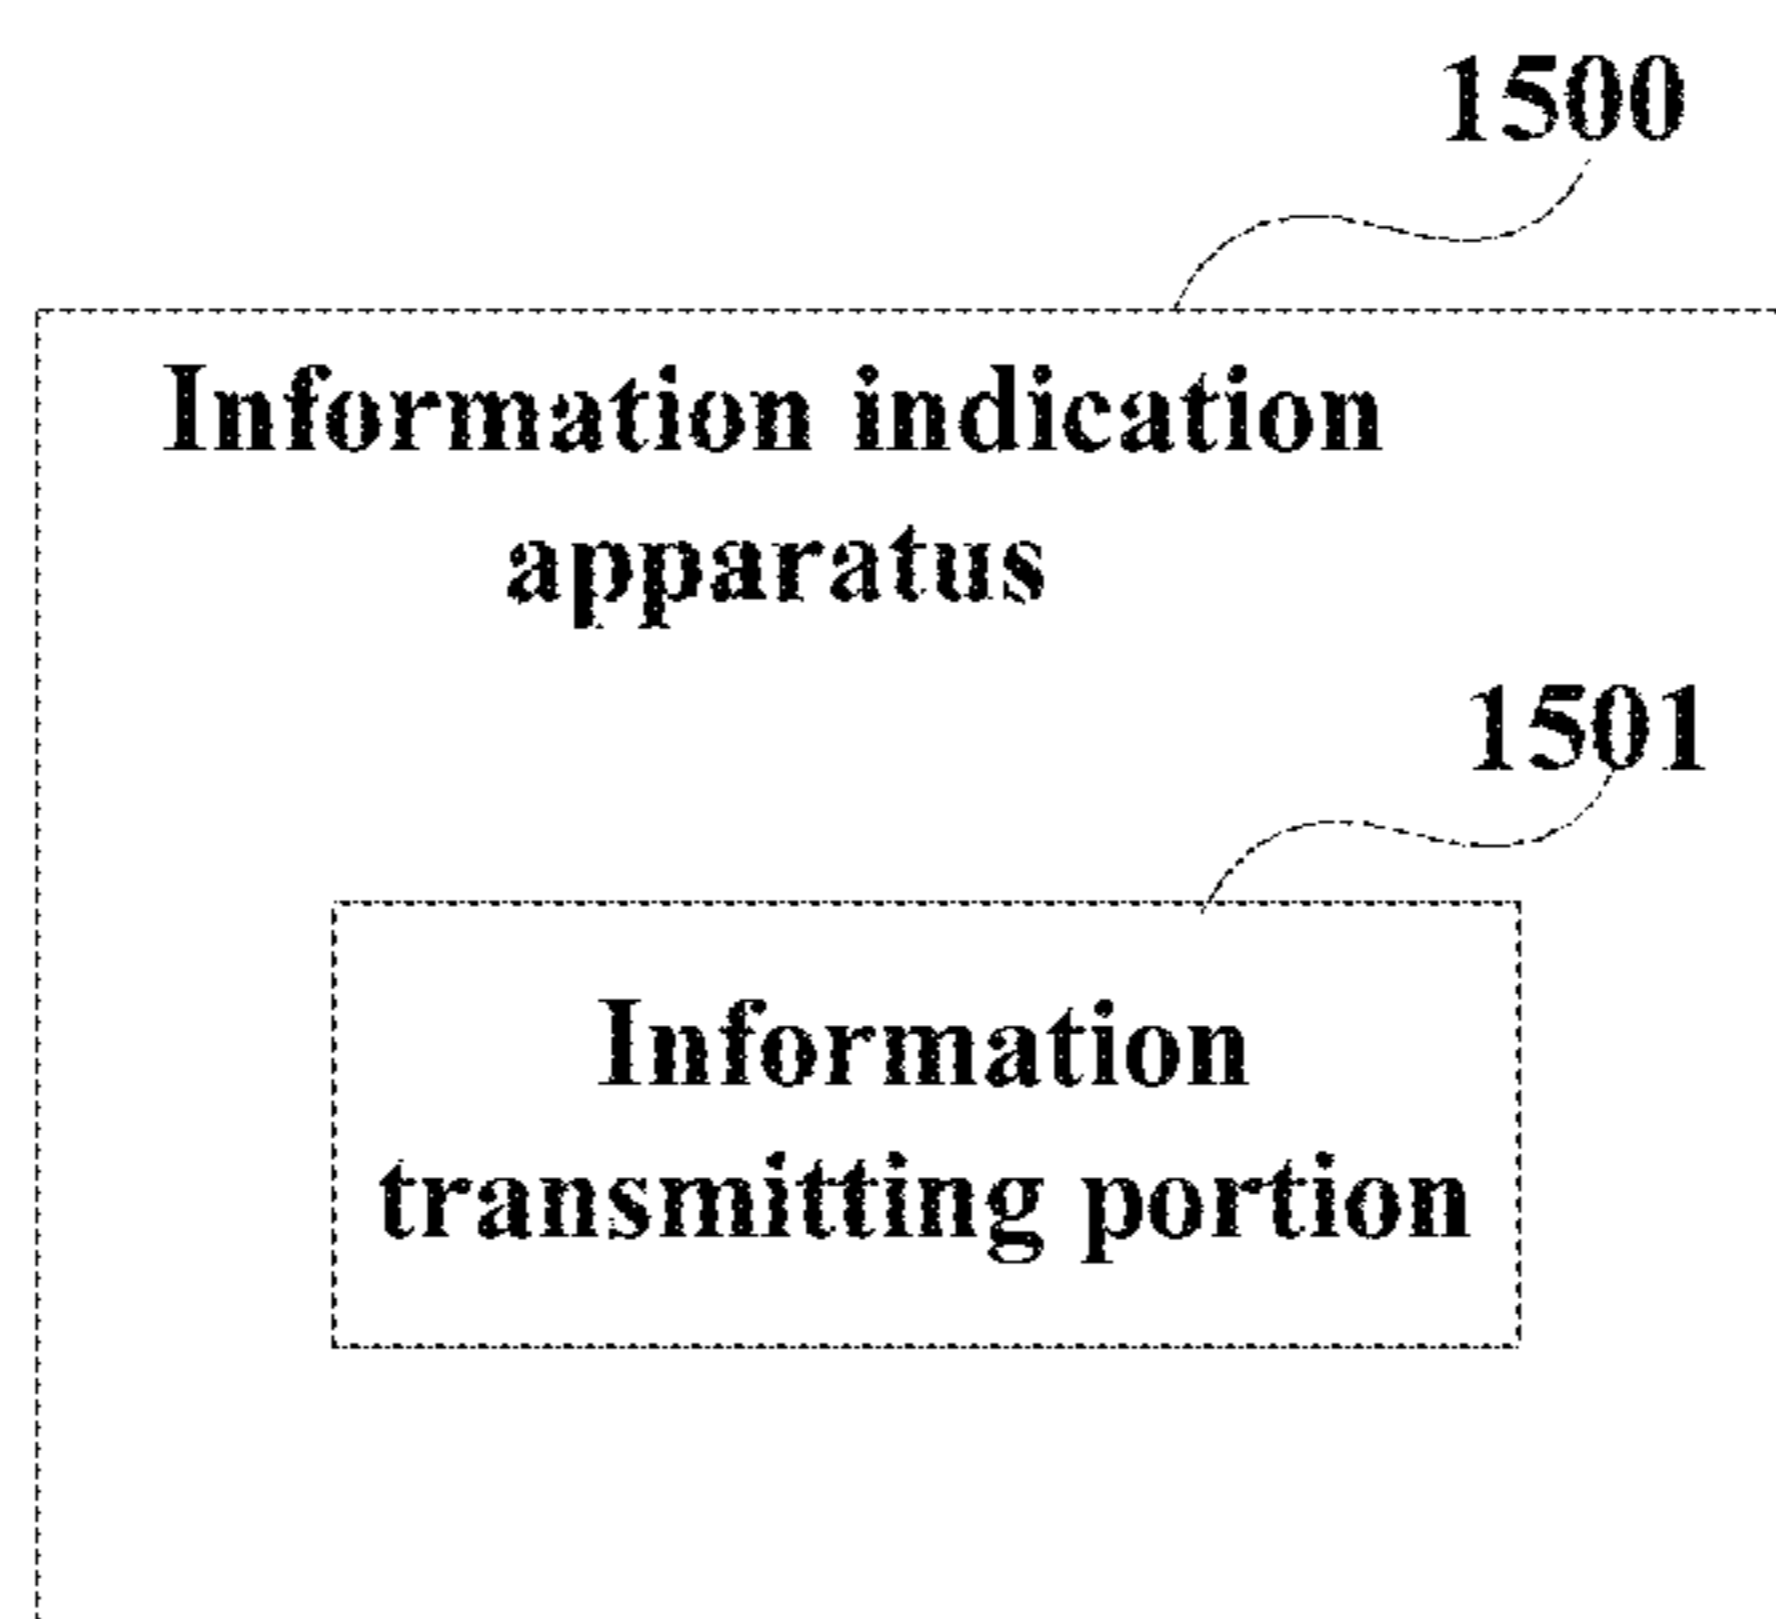 1500
Information indication
apparatus
1501
Information
transmitting portion